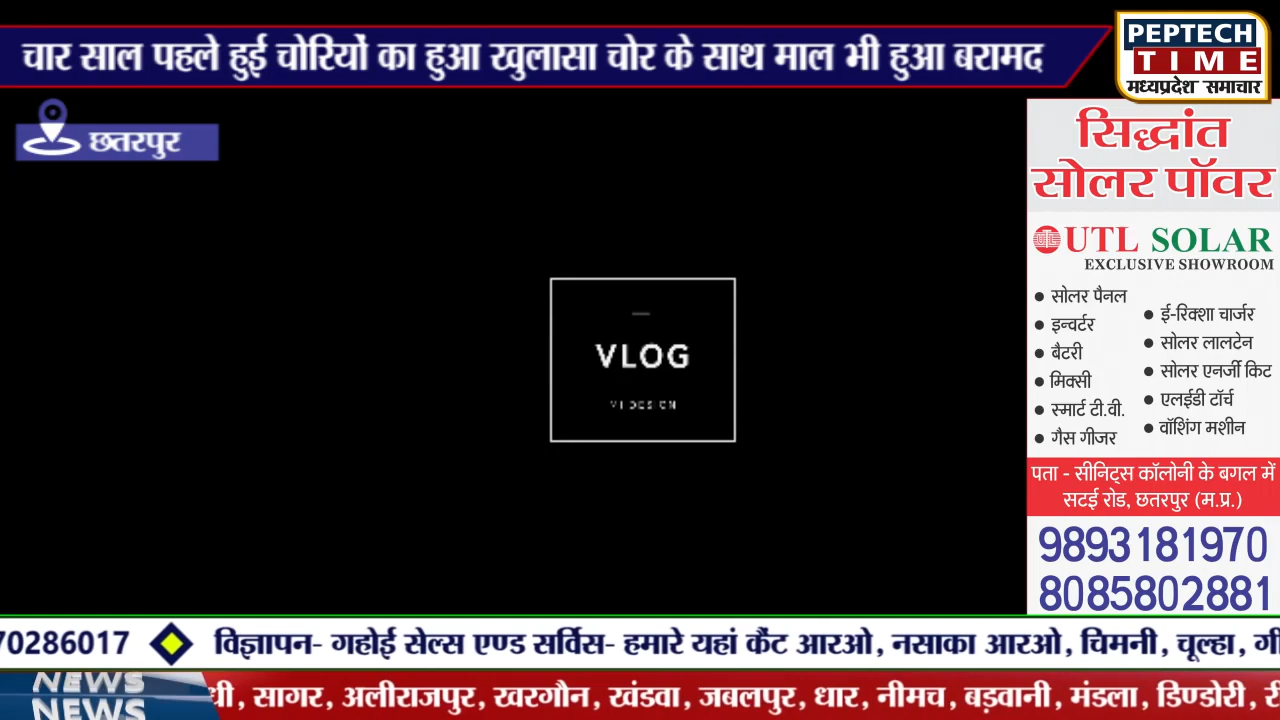 चार साल पहले हुई चोरियों का हुआ खुलासा चोर के साथ माल भी हुआ बरामद
PEPTECH
TIME
मध्यप्रदेश समाचार
छतरपुर
सिद्धांत
सोलर पॉवर
UTL SOLAR
EXCLUSIVE SHOWROOM
• सोलर पैनल
• इन्वर्टर
• बैटरी
• मिक्सी
• स्मार्ट टी.वी.
• गैस गीजर
• ई-रिक्शा चार्जर
• सोलर लालटेन
• सोलर एनर्जी किट
• एलईडी टॉर्च
• वॉशिंग मशीन
पता - सीनिट्स कॉलोनी के बगल में
सटई रोड, छतरपुर (म.प्र.)
9893181970
8085802881
VLOG
70286017 विज्ञापन- गहोई सेल्स एण्ड सर्विस- हमारे यहां कैंट आरओ, नसाका आरओ, चिमनी, चूल्हा,
NEWS
NEWS
सागर, अलीराजपुर, खरगौन, खंडवा, जबलपुर, धार, नीमच, बड़वानी, मंडला, डिण्डोरी,